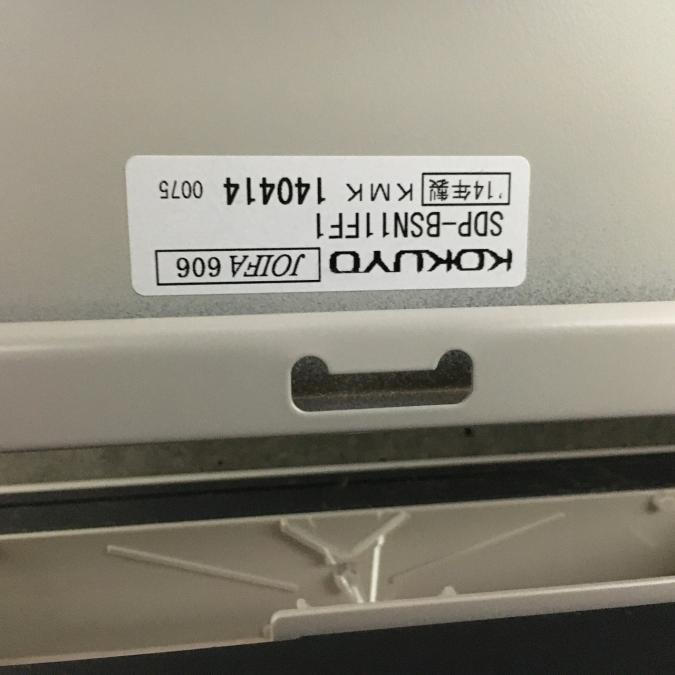 KOKUYO JOIFA 606
SDP-BSN11FF1
'14年製 KMK 140414 0075